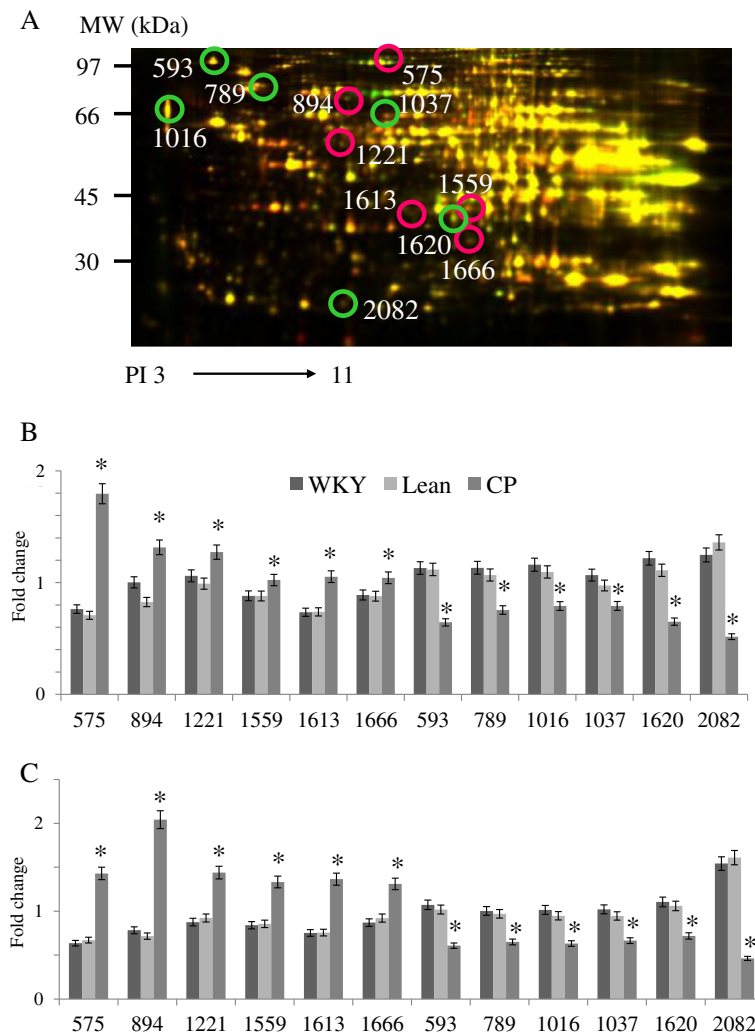 A
MW (kDa)
97
66
45
30
593
789
1016
894
575
1037
1221
1613
1559
1620
1666
2082
PI 3
11
B
WKY Lean CP
Fold change
2
1
0
* * * * * * * * * * * *
575 894 1221 1559 1613 1666 593 789 1016 1037 1620 2082
C
Fold change
2
1
0
* * * * * * * * * * * *
575 894 1221 1559 1613 1666 593 789 1016 1037 1620 2082